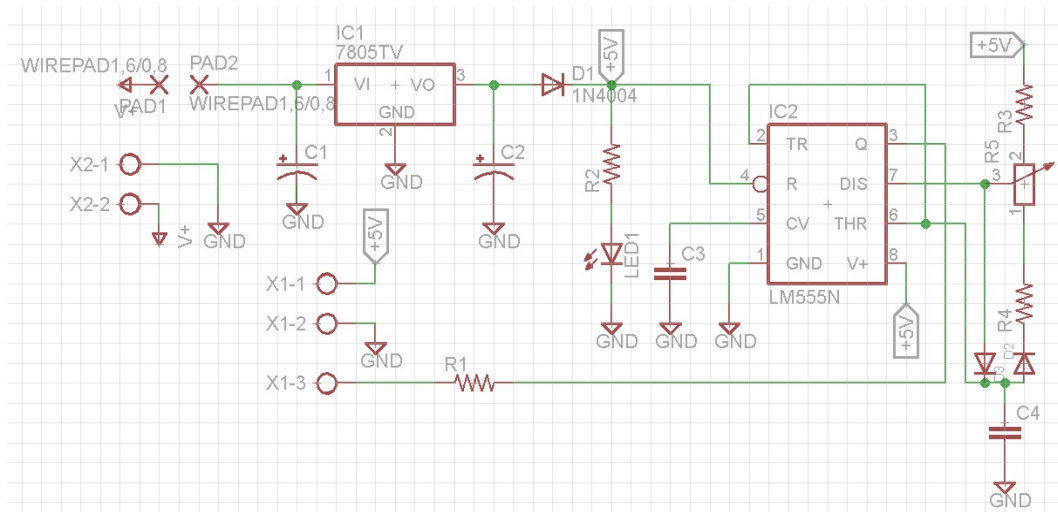 WIREPAD1,6/0,8
PAD1
V+
PAD2
WIREPAD1,6/0,8
IC1
7805TV
1
VI
VO
3
GND
2
GND
C1
GND
C2
GND
D1
1N4004
+5V
R2
LED1
GND
X2-1
X2-2
V+
GND
+5V
X1-1
X1-2
GND
X1-3
R1
C3
GND
GND
IC2
2
TR
Q
3
4
R
DIS
7
5
CV
THR
6
1
GND
V+
8
LM555N
+5V
+5V
R3
R5
2
3
1
R4
D3
D2
C4
GND